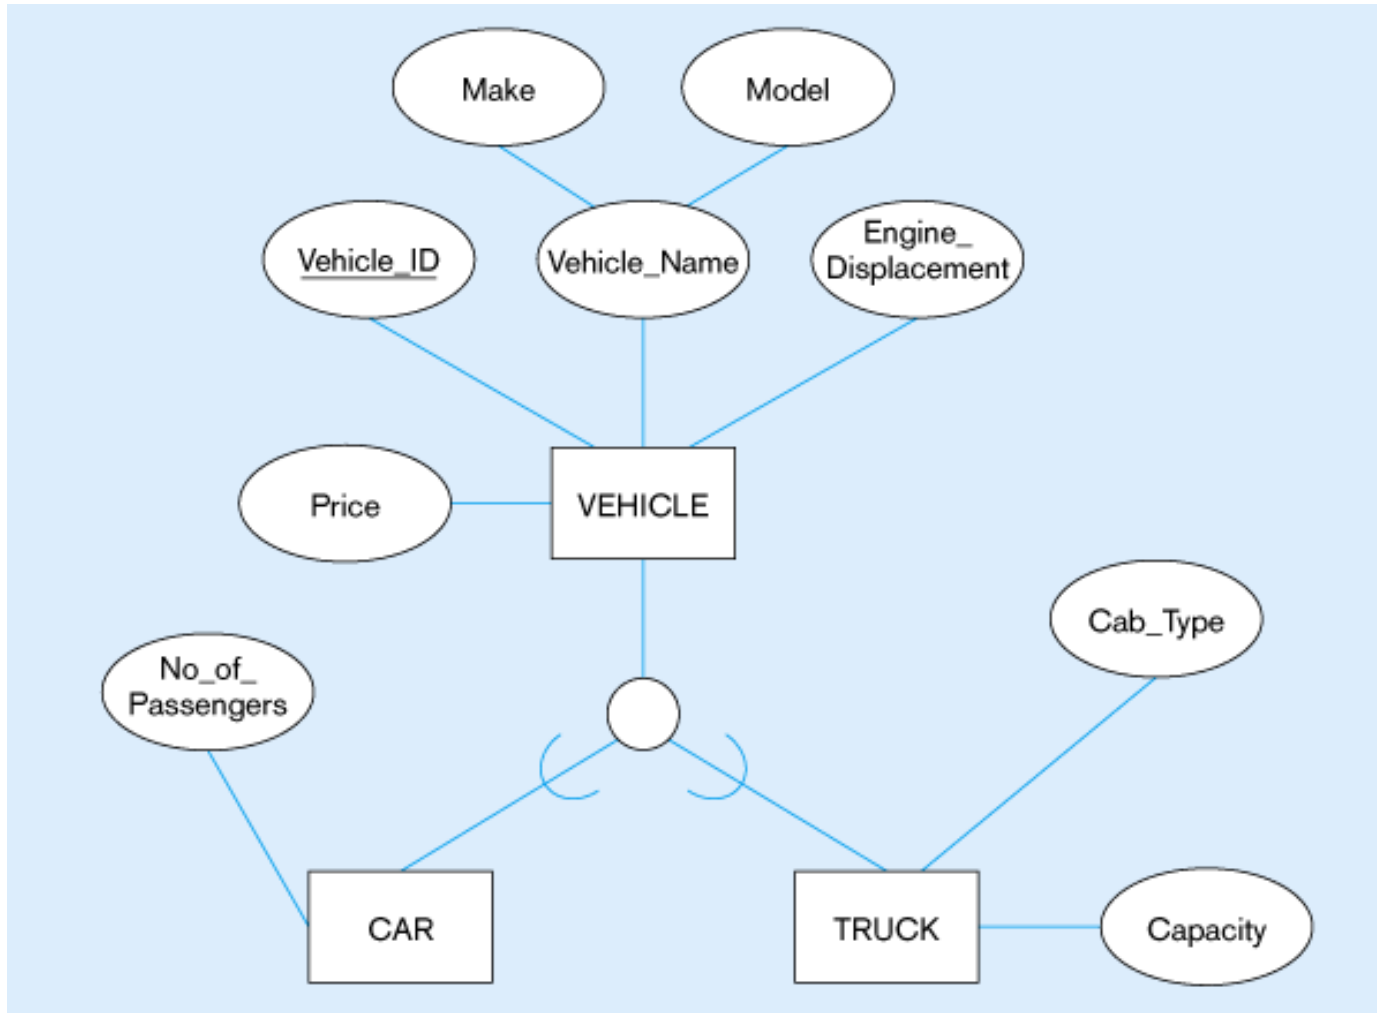 Make
Model
Vehicle_ID
Vehicle_Name
Engine_
Displacement
Price
VEHICLE
Cab_Type
No_of_
Passengers
CAR
TRUCK
Capacity